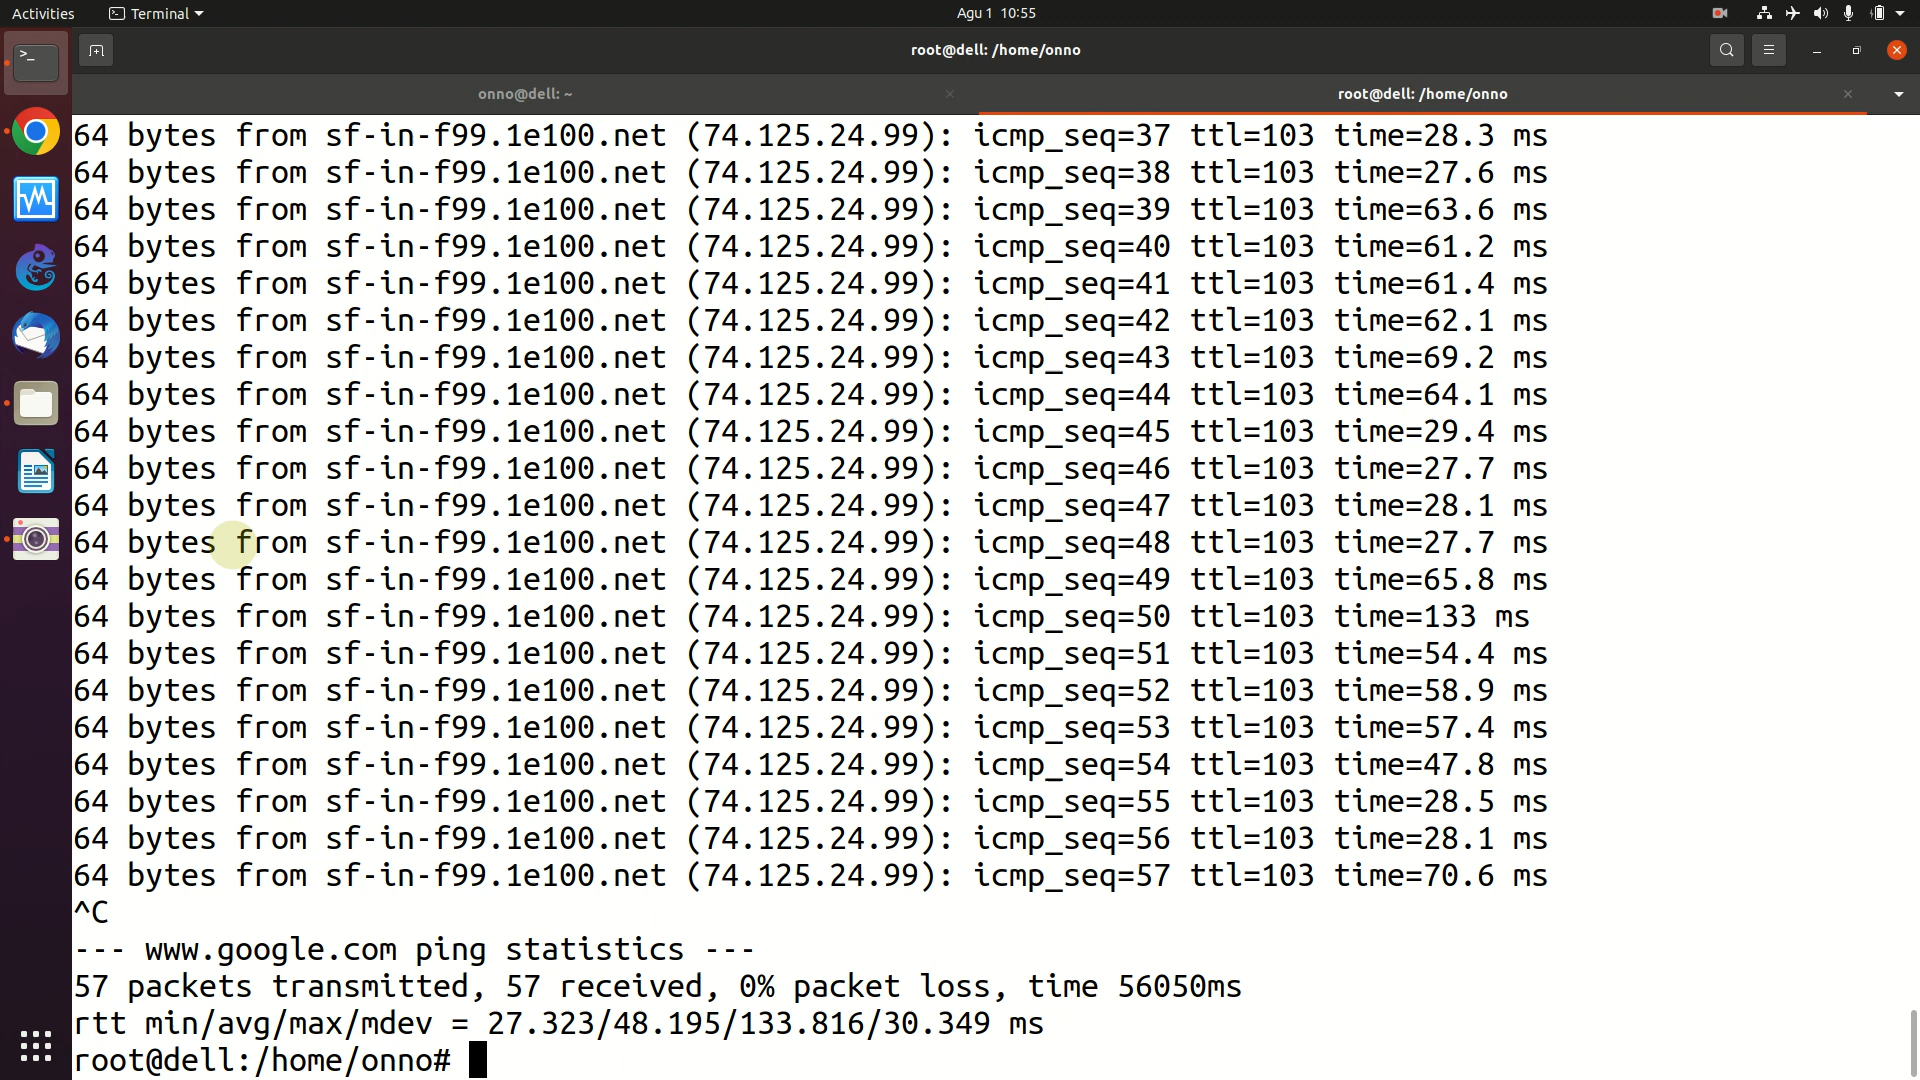 Activities Terminal Agu 1 10:55
root@dell: /home/onno
onno@dell: ~ root@dell: /home/onno
64 bytes from sf-in-f99.1e100.net (74.125.24.99): icmp_seq=37 ttl=103 time=28.3 ms
64 bytes from sf-in-f99.1e100.net (74.125.24.99): icmp_seq=38 ttl=103 time=27.6 ms
64 bytes from sf-in-f99.1e100.net (74.125.24.99): icmp_seq=39 ttl=103 time=63.6 ms
64 bytes from sf-in-f99.1e100.net (74.125.24.99): icmp_seq=40 ttl=103 time=61.2 ms
64 bytes from sf-in-f99.1e100.net (74.125.24.99): icmp_seq=41 ttl=103 time=61.4 ms
64 bytes from sf-in-f99.1e100.net (74.125.24.99): icmp_seq=42 ttl=103 time=62.1 ms
64 bytes from sf-in-f99.1e100.net (74.125.24.99): icmp_seq=43 ttl=103 time=69.2 ms
64 bytes from sf-in-f99.1e100.net (74.125.24.99): icmp_seq=44 ttl=103 time=64.1 ms
64 bytes from sf-in-f99.1e100.net (74.125.24.99): icmp_seq=45 ttl=103 time=29.4 ms
64 bytes from sf-in-f99.1e100.net (74.125.24.99): icmp_seq=46 ttl=103 time=27.7 ms
64 bytes from sf-in-f99.1e100.net (74.125.24.99): icmp_seq=47 ttl=103 time=28.1 ms
64 bytes from sf-in-f99.1e100.net (74.125.24.99): icmp_seq=48 ttl=103 time=27.7 ms
64 bytes from sf-in-f99.1e100.net (74.125.24.99): icmp_seq=49 ttl=103 time=65.8 ms
64 bytes from sf-in-f99.1e100.net (74.125.24.99): icmp_seq=50 ttl=103 time=133 ms
64 bytes from sf-in-f99.1e100.net (74.125.24.99): icmp_seq=51 ttl=103 time=54.4 ms
64 bytes from sf-in-f99.1e100.net (74.125.24.99): icmp_seq=52 ttl=103 time=58.9 ms
64 bytes from sf-in-f99.1e100.net (74.125.24.99): icmp_seq=53 ttl=103 time=57.4 ms
64 bytes from sf-in-f99.1e100.net (74.125.24.99): icmp_seq=54 ttl=103 time=47.8 ms
64 bytes from sf-in-f99.1e100.net (74.125.24.99): icmp_seq=55 ttl=103 time=28.5 ms
64 bytes from sf-in-f99.1e100.net (74.125.24.99): icmp_seq=56 ttl=103 time=28.1 ms
64 bytes from sf-in-f99.1e100.net (74.125.24.99): icmp_seq=57 ttl=103 time=70.6 ms
^C
--- www.google.com ping statistics ---
57 packets transmitted, 57 received, 0% packet loss, time 56050ms
rtt min/avg/max/mdev = 27.323/48.195/133.816/30.349 ms
root@dell:/home/onno#